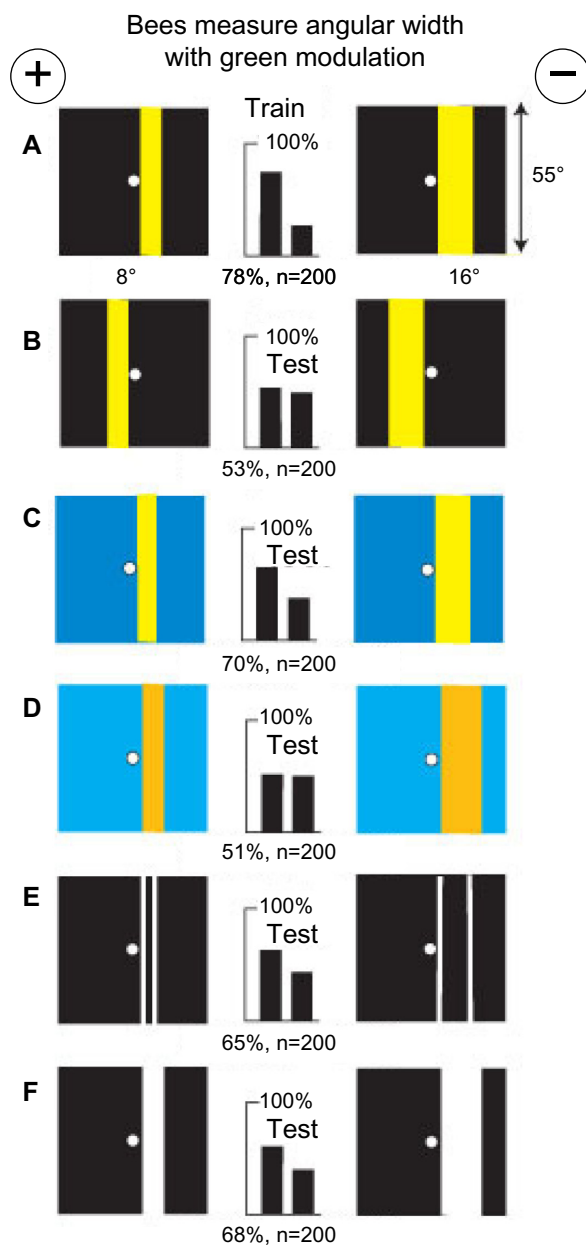 Bees measure angular width
with green modulation
+
−
Train
A
100%
55°
8°
78%, n=200
16°
B
100%
Test
53%, n=200
C
100%
Test
70%, n=200
D
100%
Test
51%, n=200
E
100%
Test
65%, n=200
F
100%
Test
68%, n=200